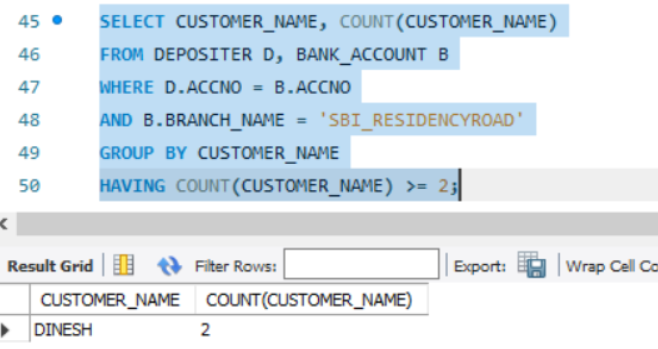 45 SELECT CUSTOMER_NAME, COUNT(CUSTOMER_NAME)
46 FROM DEPOSITER D, BANK_ACCOUNT B
47 WHERE D.ACCNO = B.ACCNO
48 AND B.BRANCH_NAME = 'SBI_RESIDENCYROAD'
49 GROUP BY CUSTOMER_NAME
50 HAVING COUNT(CUSTOMER_NAME) >= 2;
Result Grid Filter Rows: Export: Wrap Cell Co
CUSTOMER_NAME COUNT(CUSTOMER_NAME)
DINESH 2